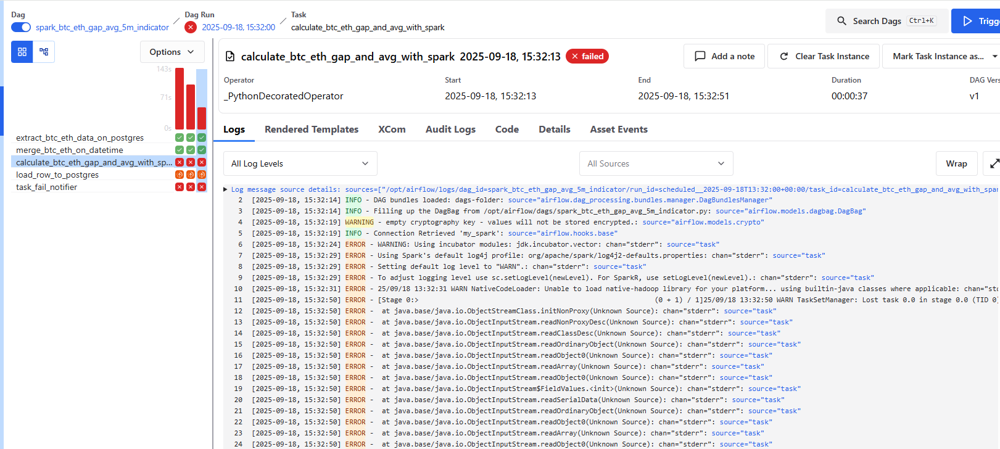 Dag
spark_btc_eth_gap_avg_5m_indicator
Dag Run
2025-09-18, 15:32:00
Task
calculate_btc_eth_gap_and_avg_with_spark
Search Dags Ctrl+K
Trigg
Options
143s
71s
0s
extract_btc_eth_data_on_postgres
merge_btc_eth_on_datetime
calculate_btc_eth_gap_and_avg_with_sp...
load_row_to_postgres
task_fail_notifier
calculate_btc_eth_gap_and_avg_with_spark 2025-09-18, 15:32:13 failed
Add a note
Clear Task Instance
Mark Task Instance as...
Operator Start End Duration DAG Vers
_PythonDecoratedOperator 2025-09-18, 15:32:13 2025-09-18, 15:32:51 00:00:37 v1
Logs Rendered Templates XCom Audit Logs Code Details Asset Events
All Log Levels All Sources Wrap
Log message source details: sources=["/opt/airflow/logs/dag_id=spark_btc_eth_gap_avg_5m_indicator/run_id=scheduled__2025-09-18T13:32:00+00:00/task_id=calculate_btc_eth_gap_and_avg_with_spar
2 [2025-09-18, 15:32:14] INFO - DAG bundles loaded: dags-folder: source="airflow.dag_processing.bundles.manager.DagBundlesManager"
3 [2025-09-18, 15:32:14] INFO - Filling up the DagBag from /opt/airflow/dags/spark_btc_eth_gap_avg_5m_indicator.py: source="airflow.models.dagbag.DagBag"
4 [2025-09-18, 15:32:19] WARNING - empty cryptography key - values will not be stored encrypted.: source="airflow.models.crypto"
5 [2025-09-18, 15:32:19] INFO - Connection Retrieved 'my_spark': source="airflow.hooks.base"
6 [2025-09-18, 15:32:24] ERROR - WARNING: Using incubator modules: jdk.incubator.vector: chan="stderr": source="task"
7 [2025-09-18, 15:32:29] ERROR - Using Spark's default log4j profile: org/apache/spark/log4j2-defaults.properties: chan="stderr": source="task"
8 [2025-09-18, 15:32:29] ERROR - Setting default log level to "WARN".: chan="stderr": source="task"
9 [2025-09-18, 15:32:29] ERROR - To adjust logging level use sc.setLogLevel(newLevel). For SparkR, use setLogLevel(newLevel).: chan="stderr": source="task"
10 [2025-09-18, 15:32:31] ERROR - 25/09/18 13:32:31 WARN NativeCodeLoader: Unable to load native-hadoop library for your platform... using builtin-java classes where applicable: chan="std
11 [2025-09-18, 15:32:50] ERROR - [Stage 0:> (0 + 1) / 1]25/09/18 13:32:50 WARN TaskSetManager: Lost task 0.0 in stage 0.0 (TID 0)
12 [2025-09-18, 15:32:50] ERROR - at java.base/java.io.ObjectStreamClass.initNonProxy(Unknown Source): chan="stderr": source="task"
13 [2025-09-18, 15:32:50] ERROR - at java.base/java.io.ObjectInputStream.readNonProxyDesc(Unknown Source): chan="stderr": source="task"
14 [2025-09-18, 15:32:50] ERROR - at java.base/java.io.ObjectInputStream.readClassDesc(Unknown Source): chan="stderr": source="task"
15 [2025-09-18, 15:32:50] ERROR - at java.base/java.io.ObjectInputStream.readOrdinaryObject(Unknown Source): chan="stderr": source="task"
16 [2025-09-18, 15:32:50] ERROR - at java.base/java.io.ObjectInputStream.readObject0(Unknown Source): chan="stderr": source="task"
17 [2025-09-18, 15:32:50] ERROR - at java.base/java.io.ObjectInputStream.readArray(Unknown Source): chan="stderr": source="task"
18 [2025-09-18, 15:32:50] ERROR - at java.base/java.io.ObjectInputStream.readObject0(Unknown Source): chan="stderr": source="task"
19 [2025-09-18, 15:32:50] ERROR - at java.base/java.io.ObjectInputStream$FieldValues.<init>(Unknown Source): chan="stderr": source="task"
20 [2025-09-18, 15:32:50] ERROR - at java.base/java.io.ObjectInputStream.readSerialData(Unknown Source): chan="stderr": source="task"
21 [2025-09-18, 15:32:50] ERROR - at java.base/java.io.ObjectInputStream.readOrdinaryObject(Unknown Source): chan="stderr": source="task"
22 [2025-09-18, 15:32:50] ERROR - at java.base/java.io.ObjectInputStream.readObject0(Unknown Source): chan="stderr": source="task"
23 [2025-09-18, 15:32:50] ERROR - at java.base/java.io.ObjectInputStream.readArray(Unknown Source): chan="stderr": source="task"
24 [2025-09-18, 15:32:50] ERROR - at java.base/java.io.ObjectInputStream.readObject0(Unknown Source): chan="stderr": source="task"